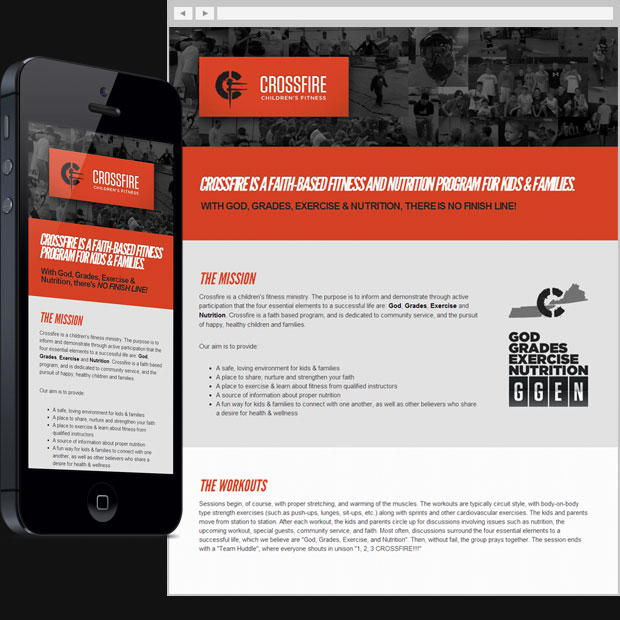 CROSSFIRE
CHILDREN'S FITNESS
CROSSFIRE IS A FAITH-BASED FITNESS
PROGRAM FOR KIDS & FAMILIES.
With God, Grades, Exercise &
Nutrition, there's NO FINISH LINE!
THE MISSION
Crossfire is a children's fitness ministry. The purpose is to
inform and demonstrate through active participation that the
four essential elements to a successful life are: God,
Grades, Exercise and Nutrition. Crossfire is a faith based
program, and is dedicated to community service, and the
pursuit of happy, healthy children and families.
Our aim is to provide:
• A safe, loving environment for kids & families
• A place to share, nurture and strengthen your faith
• A place to exercise & learn about fitness from
qualified instructors
• A source of information about proper nutrition
• A fun way for kids & families to connect with one
another, as well as other believers who share a
desire for health & wellness
CROSSFIRE
CHILDREN'S FITNESS
CROSSFIRE IS A FAITH-BASED FITNESS AND NUTRITION PROGRAM FOR KIDS & FAMILIES.
WITH GOD, GRADES, EXERCISE & NUTRITION, THERE IS NO FINISH LINE!
THE MISSION
Crossfire is a children's fitness ministry. The purpose is to inform and demonstrate through active
participation that the four essential elements to a successful life are: God, Grades, Exercise and
Nutrition. Crossfire is a faith based program, and is dedicated to community service, and the pursuit
of happy, healthy children and families.
Our aim is to provide:
• A safe, loving environment for kids & families
• A place to share, nurture and strengthen your faith
• A place to exercise & learn about fitness from qualified instructors
• A source of information about proper nutrition
• A fun way for kids & families to connect with one another, as well as other believers who share
a desire for health & wellness
GOD
GRADES
EXERCISE
NUTRITION
GGEN
THE WORKOUTS
Sessions begin, of course, with proper stretching, and warming of the muscles. The workouts are typically circuit style, with body-on-body
type strength exercises (such as push-ups, lunges, sit-ups, etc.) along with sprints and other cardiovascular exercises. The kids and parents
move from station to station. After each workout, the kids and parents circle up for discussions involving issues such as nutrition, the
upcoming workout, special guests, community service, and faith. Most often, discussions surround the four essential elements to a
successful life, which we believe are "God, Grades, Exercise, and Nutrition". Then, without fail, the group prays together. The session ends
with a "Team Huddle", where everyone shouts in unison "1, 2, 3 CROSSFIRE!!!!"